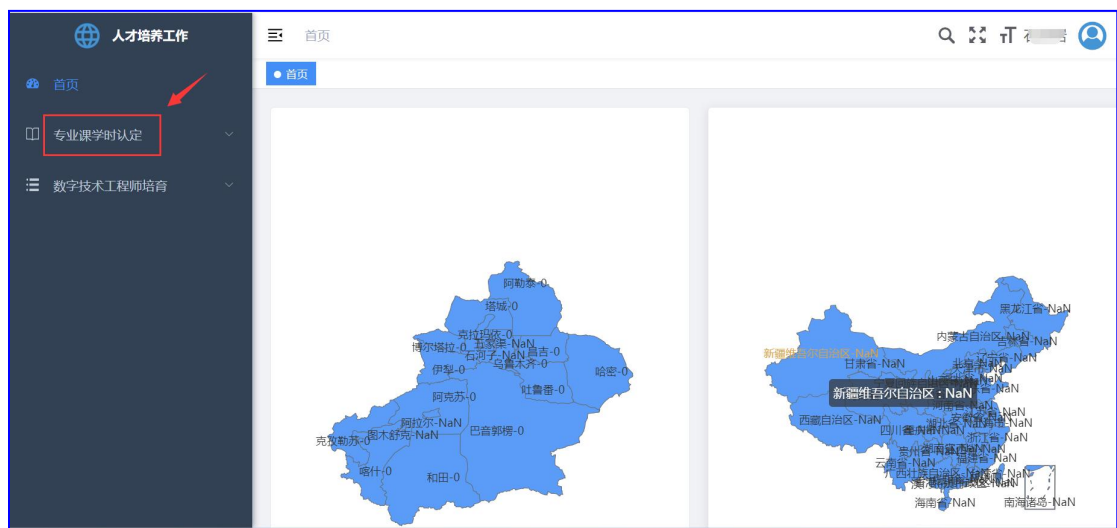 人才培养工作
首页
首页
首页
专业课学时认定
数字技术工程师培育
阿勒泰-0
塔城-0
克拉玛依-0
博尔塔拉-0
五家渠-NaN
石河子-NaN
昌吉-0
乌鲁木齐-0
伊犁-0
哈密-0
吐鲁番-0
阿克苏-0
阿拉尔-NaN
图木舒克-NaN
巴音郭楞-0
克孜勒苏-0
喀什-0
和田-0
黑龙江省-NaN
内蒙古自治区-NaN
吉林省-NaN
新疆维吾尔自治区-NaN
辽宁省-NaN
甘肃省-NaN
新疆维吾尔自治区 : NaN
西藏自治区-NaN
浙江省-NaN
福建省-NaN
云南省-NaN
海南省-NaN
南海诸岛-NaN